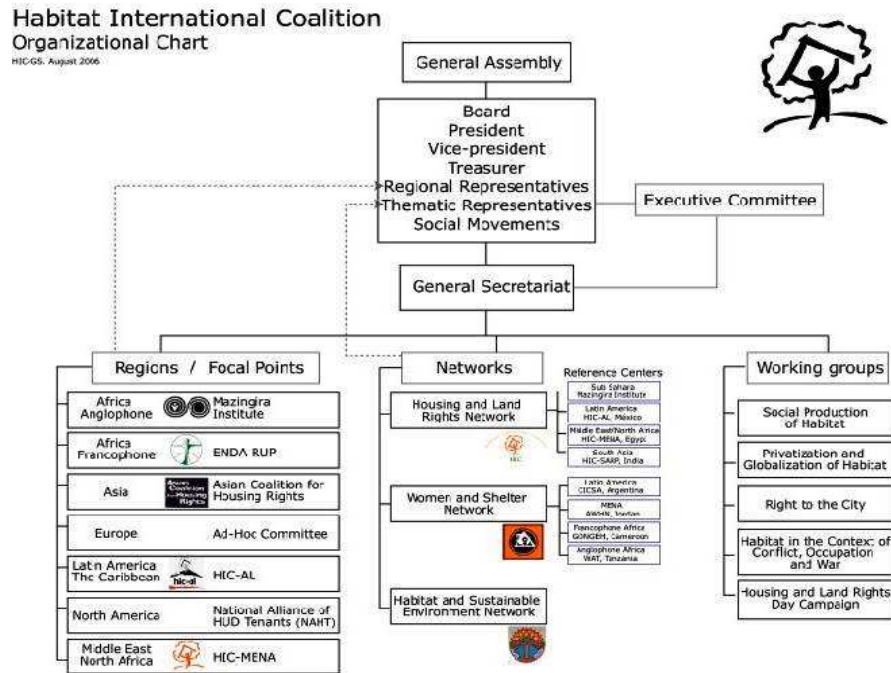 Habitat International Coalition
Organizational Chart
HIC-GS, August 2006
General Assembly
Board
President
Vice-president
Treasurer
Regional Representatives
Thematic Representatives
Social Movements
Executive Committee
General Secretariat
Regions / Focal Points
Africa
Anglophone
Mazingira
Institute
Africa
Francophone
ENDA RUP
Asia
Asian Coalition for
Housing Rights
Europe
Ad-Hoc Committee
Latin America
The Caribbean
hic-al
HIC-AL
North America
National Alliance of
HUD Tenants (NAHT)
Middle East
North Africa
HIC-MENA
Networks
Housing and Land
Rights Network
HIC
Women and Shelter
Network
Habitat and Sustainable
Environment Network
Reference Centers
Sub Sahara
Mazingira Institute
Latin America
HIC-AL, México
Middle East/North Africa
HIC-MENA, Egypt
South Asia
HIC-SARP, India
Latin America
CICSA, Argentina
MENA
AWHN, Jordan
Francophone Africa
GONGEH, Cameroon
Anglophone Africa
WAT, Tanzania
Working groups
Social Production
of Habitat
Privatization and
Globalization of Habitat
Right to the City
Habitat in the Context of
Conflict, Occupation
and War
Housing and Land Rights
Day Campaign